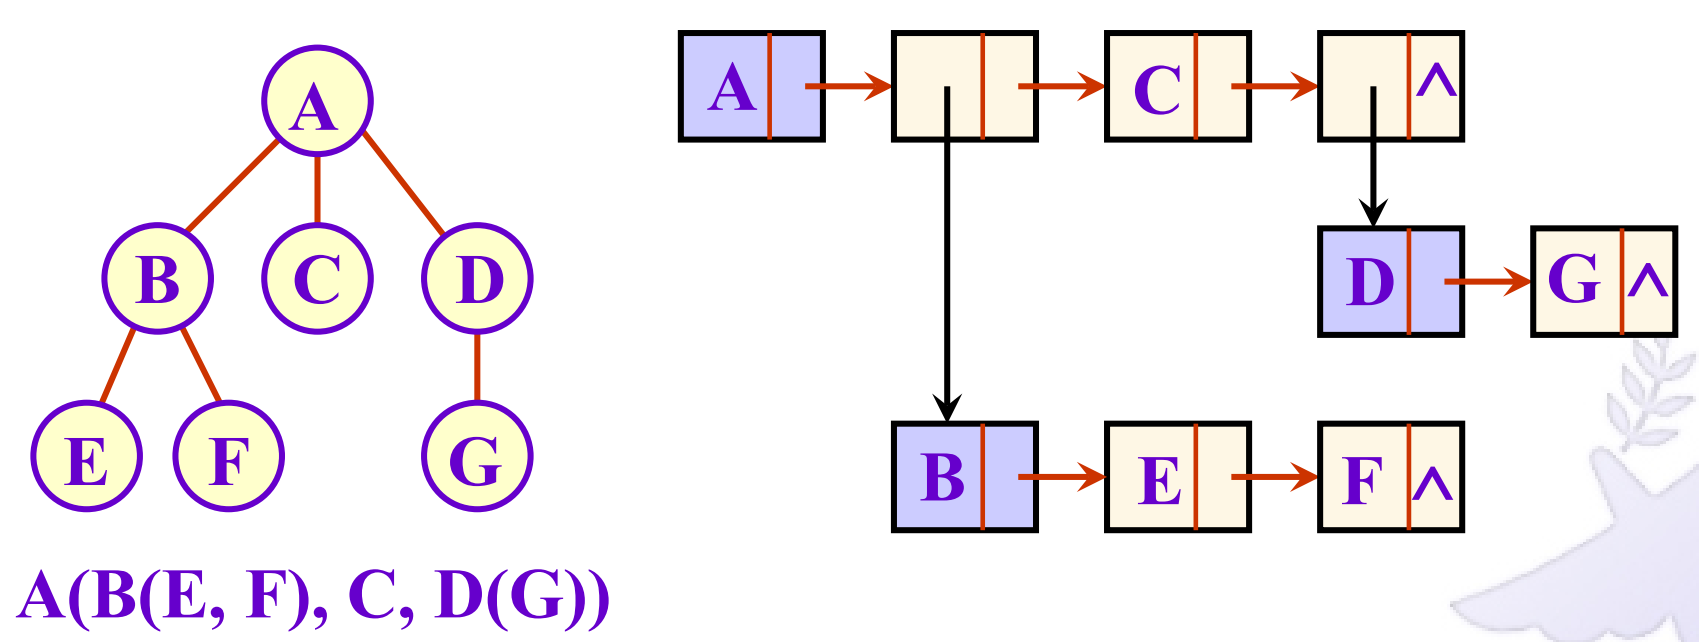 A
B C D
E F G
A(B(E, F), C, D(G))
A C ^
D G ^
B E F ^